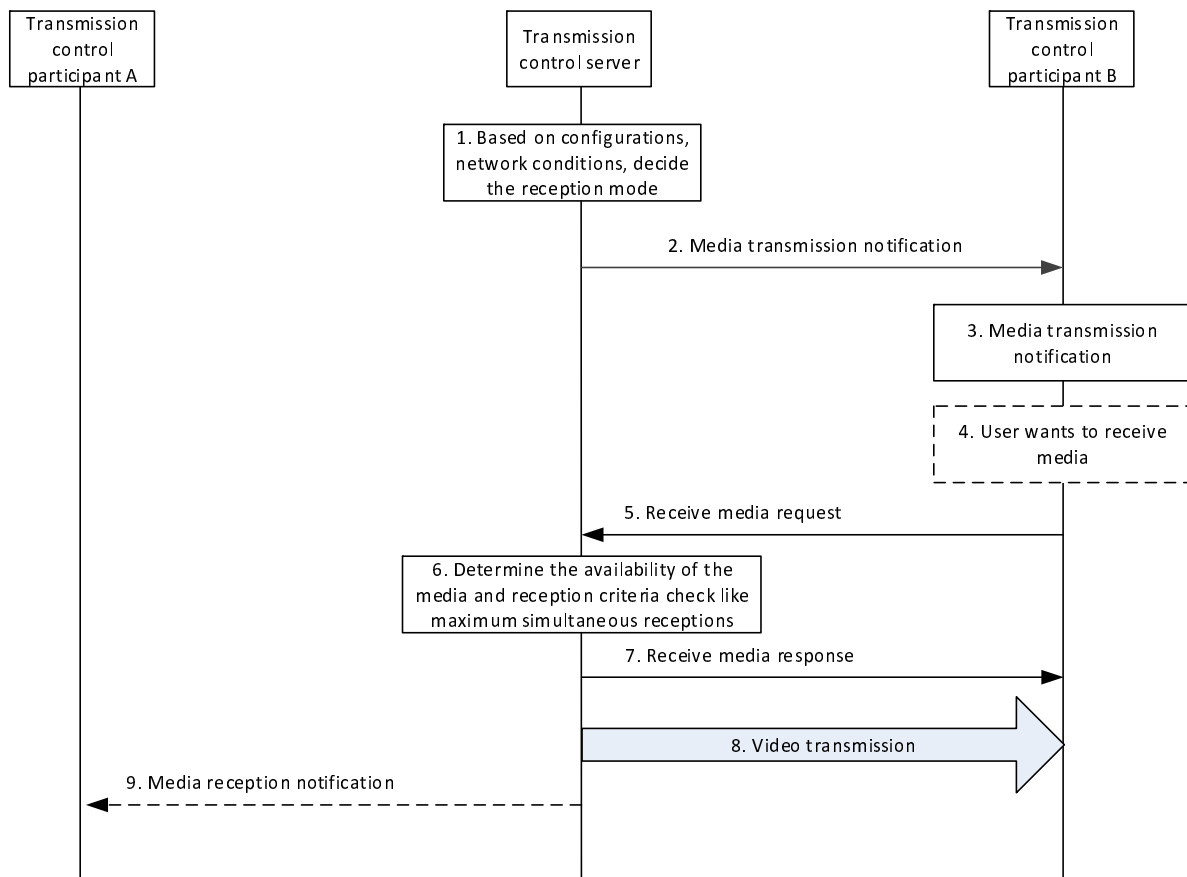 Transmission
control
participant A
Transmission
control server
Transmission
control
participant B
1. Based on configurations,
network conditions, decide
the reception mode
2. Media transmission notification
3. Media transmission
notification
4. User wants to receive
media
5. Receive media request
6. Determine the availability of the
media and reception criteria check like
maximum simultaneous receptions
7. Receive media response
8. Video transmission
9. Media reception notification